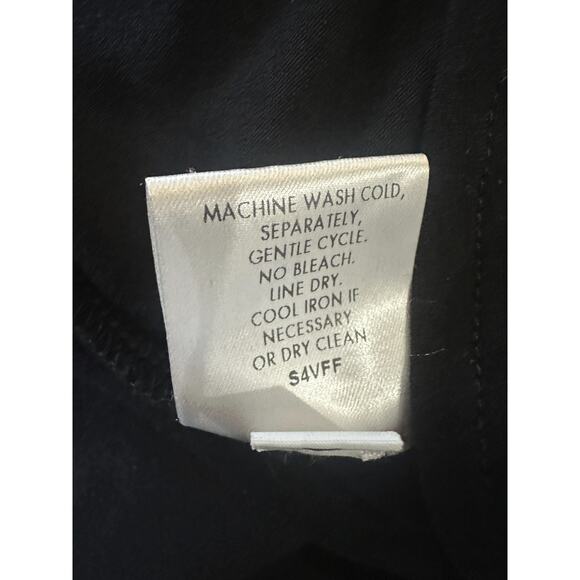 MACHINE WASH COLD,
SEPARATELY,
GENTLE CYCLE.
NO BLEACH.
LINE DRY.
COOL IRON IF
NECESSARY
OR DRY CLEAN
S4VFF